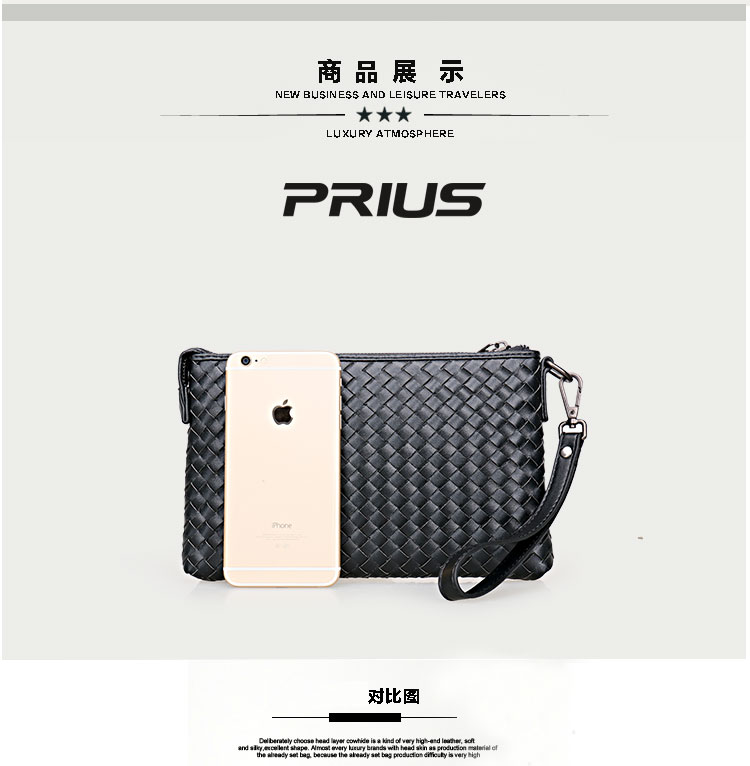 商品展示
NEW BUSINESS AND LEISURE TRAVELERS
LUXURY ATMOSPHERE
PRIUS
iPhone
对比图
Deliberately choose head layer cowhide is a kind of very high-end leather, soft
and silky,excellent shape. Almost every luxury brands with head skin as production material of
the already set bag, because the already set bag production difficulty is very high